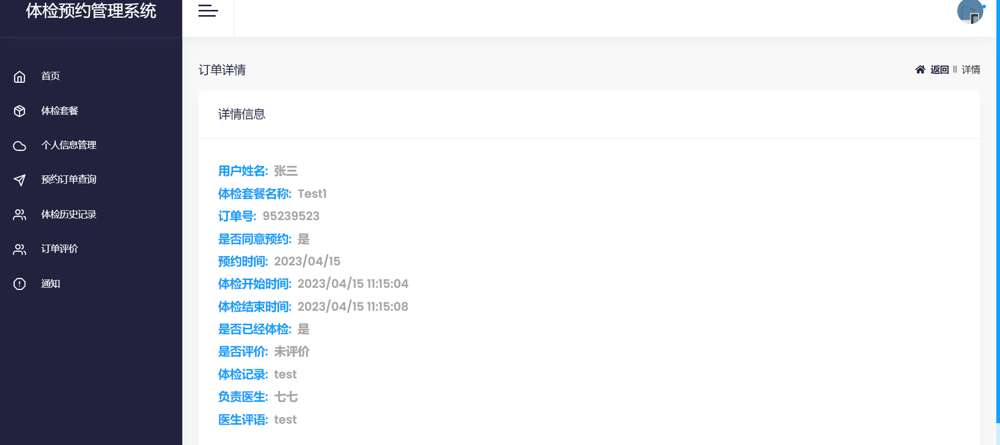 体检预约管理系统
首页
体检套餐
个人信息管理
预约订单查询
体检历史记录
订单评价
通知
订单详情
返回 || 详情
详情信息
用户姓名: 张三
体检套餐名称: Test1
订单号: 95239523
是否同意预约: 是
预约时间: 2023/04/15
体检开始时间: 2023/04/15 11:15:04
体检结束时间: 2023/04/15 11:15:08
是否已经体检: 是
是否评价: 未评价
体检记录: test
负责医生: 七七
医生评语: test